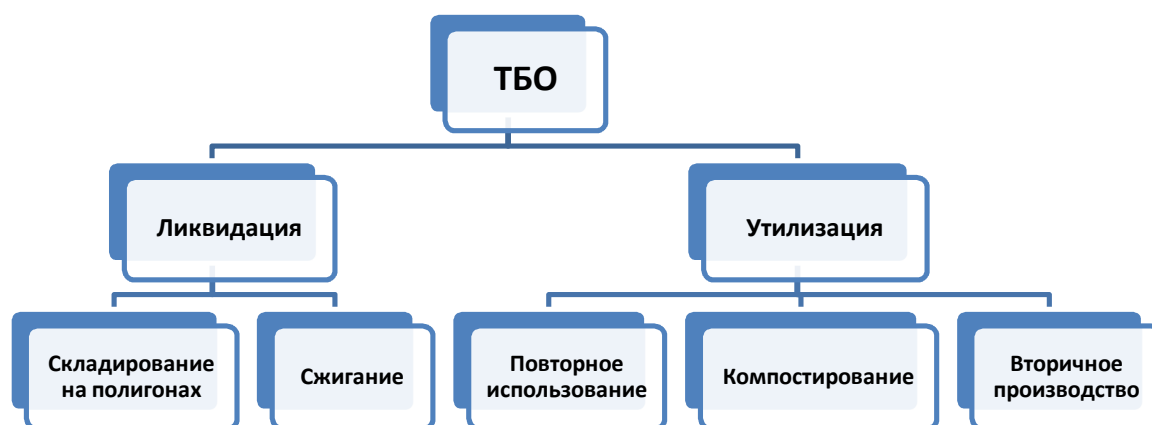 ТБО
Ликвидация
Утилизация
Складирование
на полигонах
Сжигание
Повторное
использование
Компостирование
Вторичное
производство